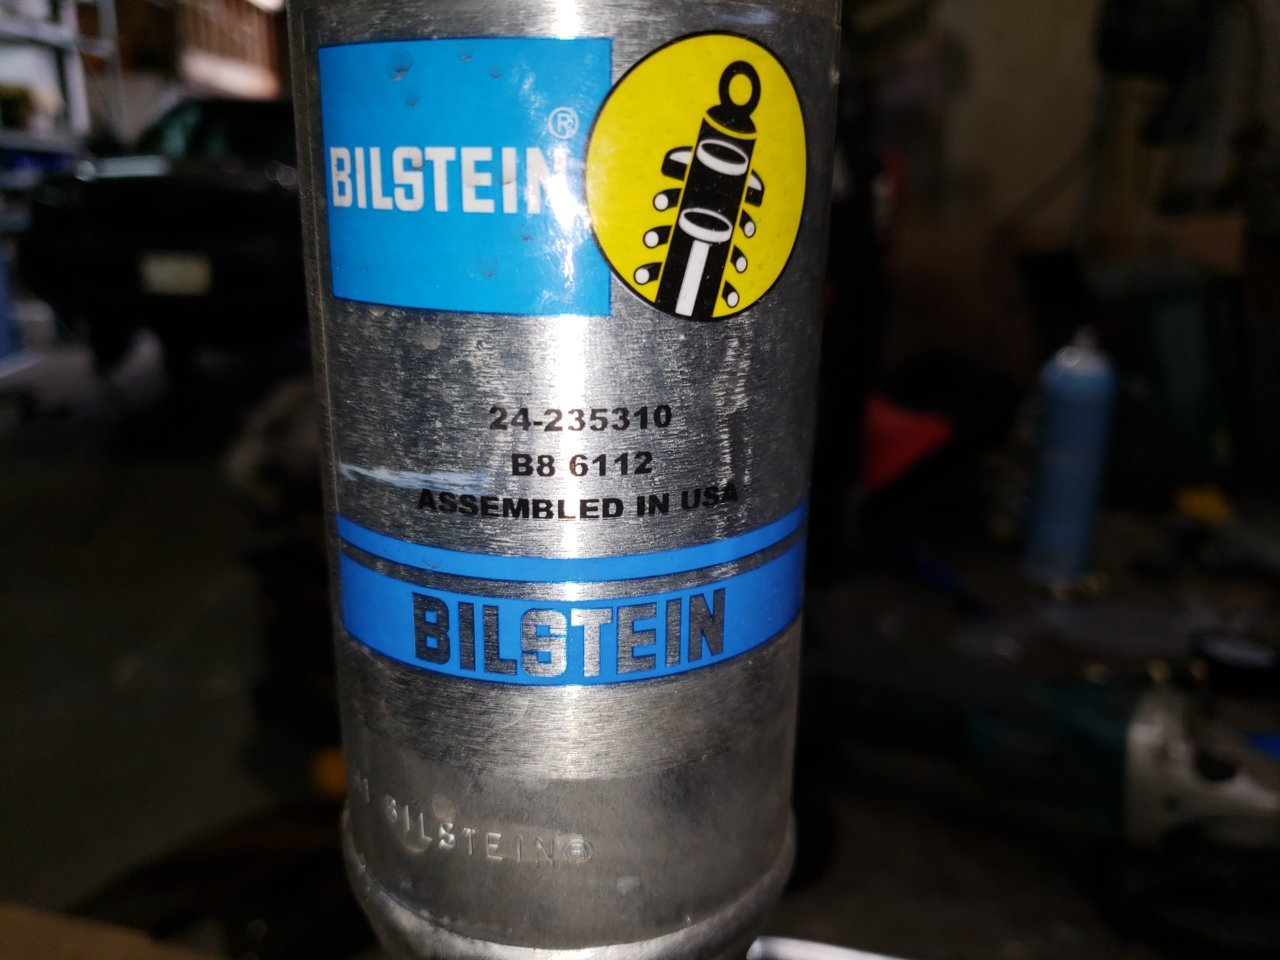 BILSTEIN®
24-235310
B8 6112
ASSEMBLED IN USA
BILSTEIN
BILSTEIN®